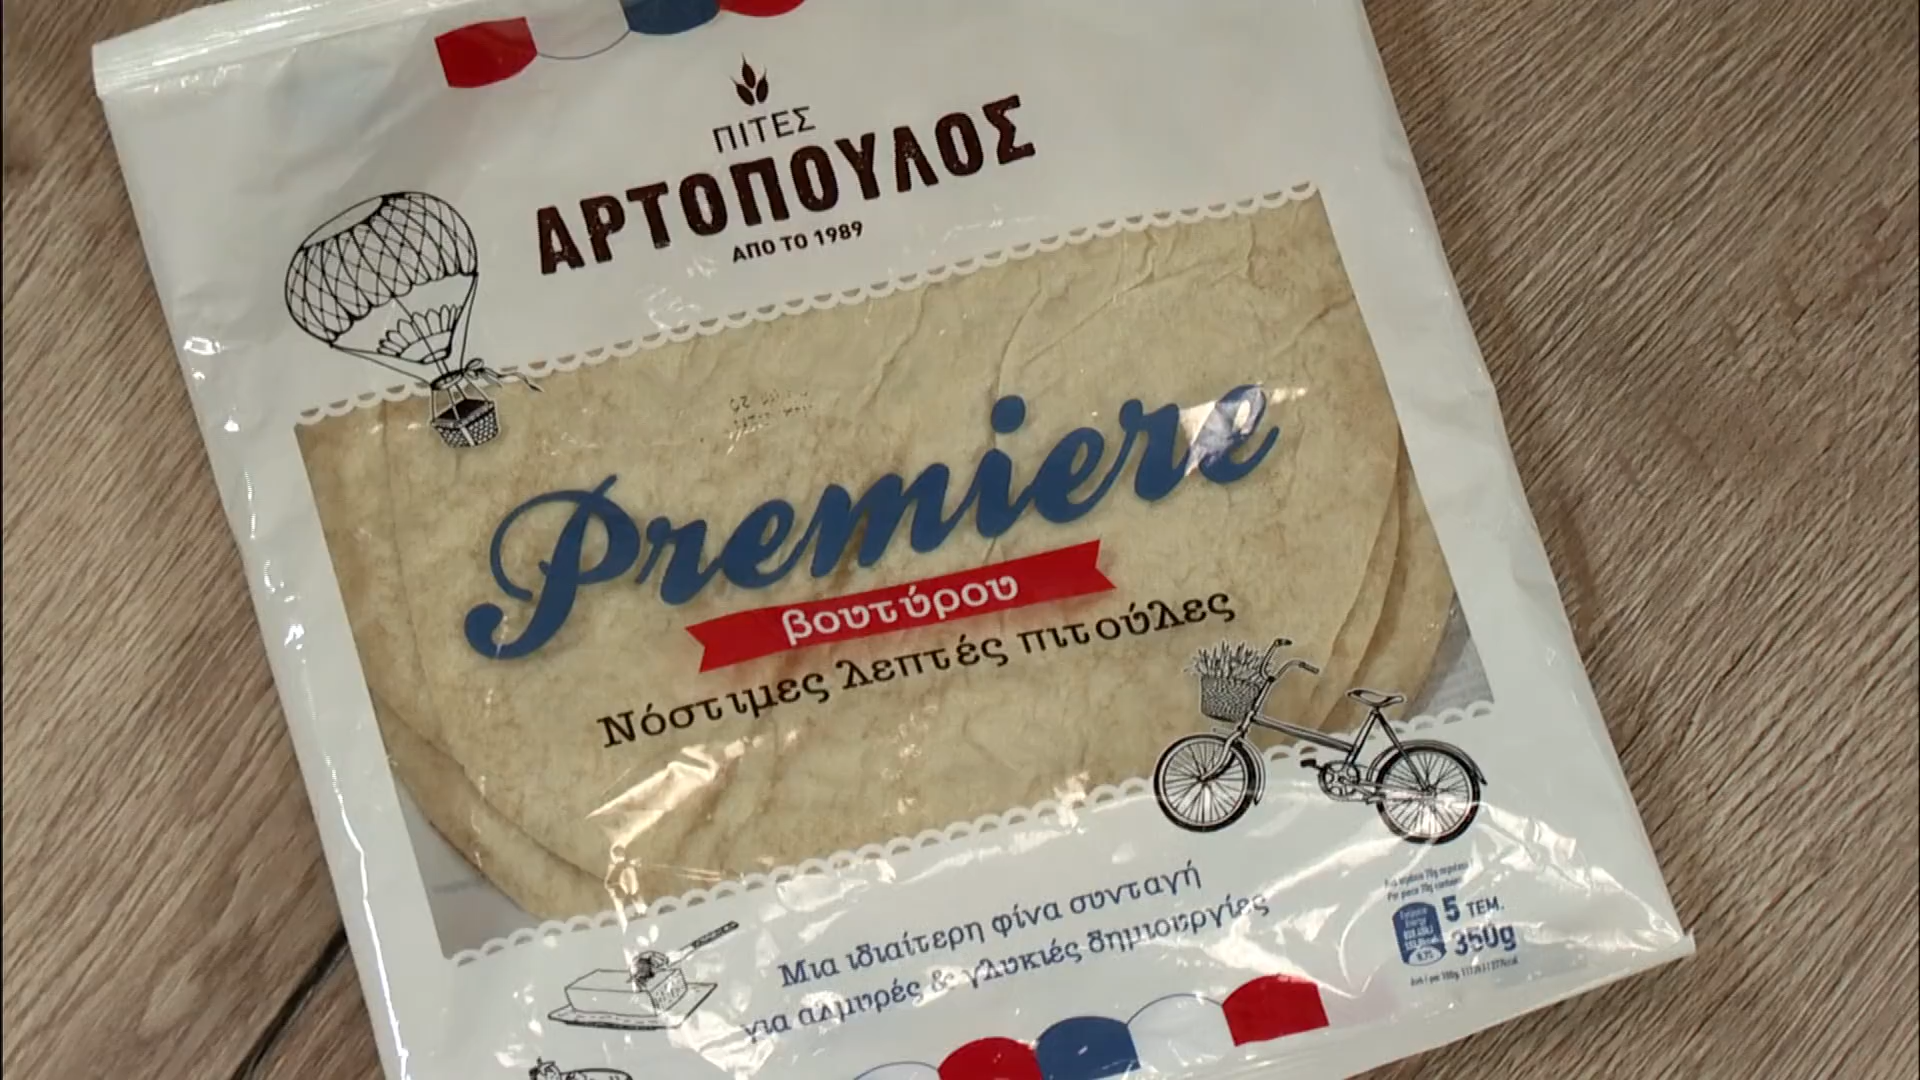 ΠΙΤΕΣ
ΑΡΤΟΠΟΥΛΟΣ
ΑΠΟ ΤΟ 1989
Premiere
βουτύρου
Νόστιμες λεπτές πιτούλες
Μια ιδιαίτερη φίνα συνταγή
για αλμυρές & γλυκιές δημιουργίες
5 ΤΕΜ.
350g